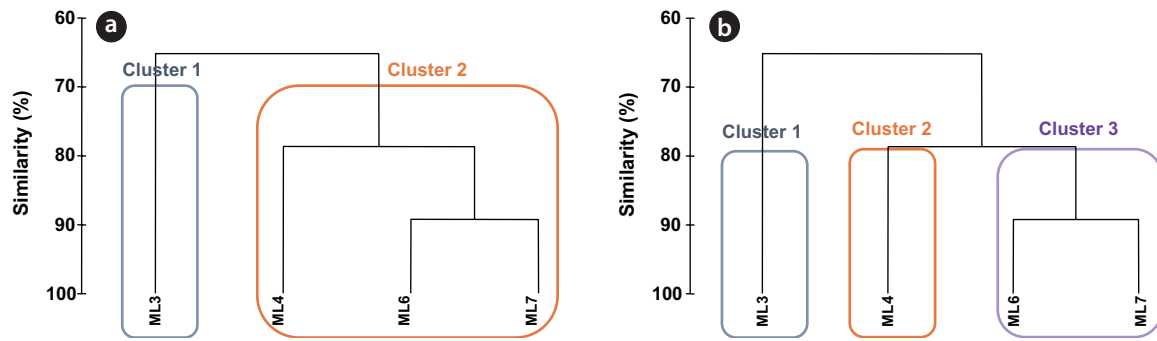 a
60
70
80
90
100
Similarity (%)
Cluster 1
Cluster 2
ML3
ML4
ML6
ML7
b
60
70
80
90
100
Similarity (%)
Cluster 1
Cluster 2
Cluster 3
ML3
ML4
ML6
ML7